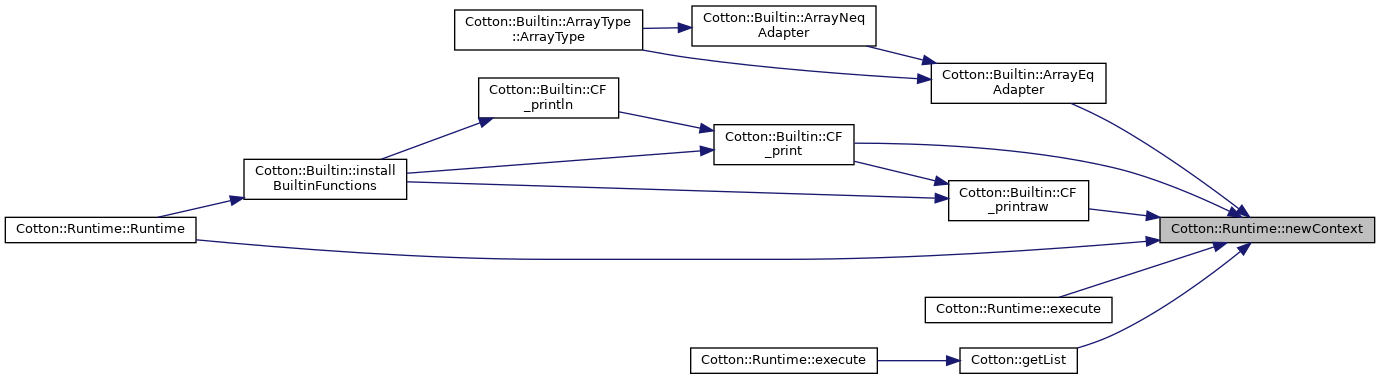 Cotton::Builtin::ArrayType
::ArrayType
Cotton::Builtin::ArrayNeq
Adapter
Cotton::Builtin::ArrayEq
Adapter
Cotton::Builtin::CF
_println
Cotton::Builtin::CF
_print
Cotton::Builtin::install
BuiltinFunctions
Cotton::Builtin::CF
_printraw
Cotton::Runtime::Runtime
Cotton::Runtime::newContext
Cotton::Runtime::execute
Cotton::Runtime::execute
Cotton::getList